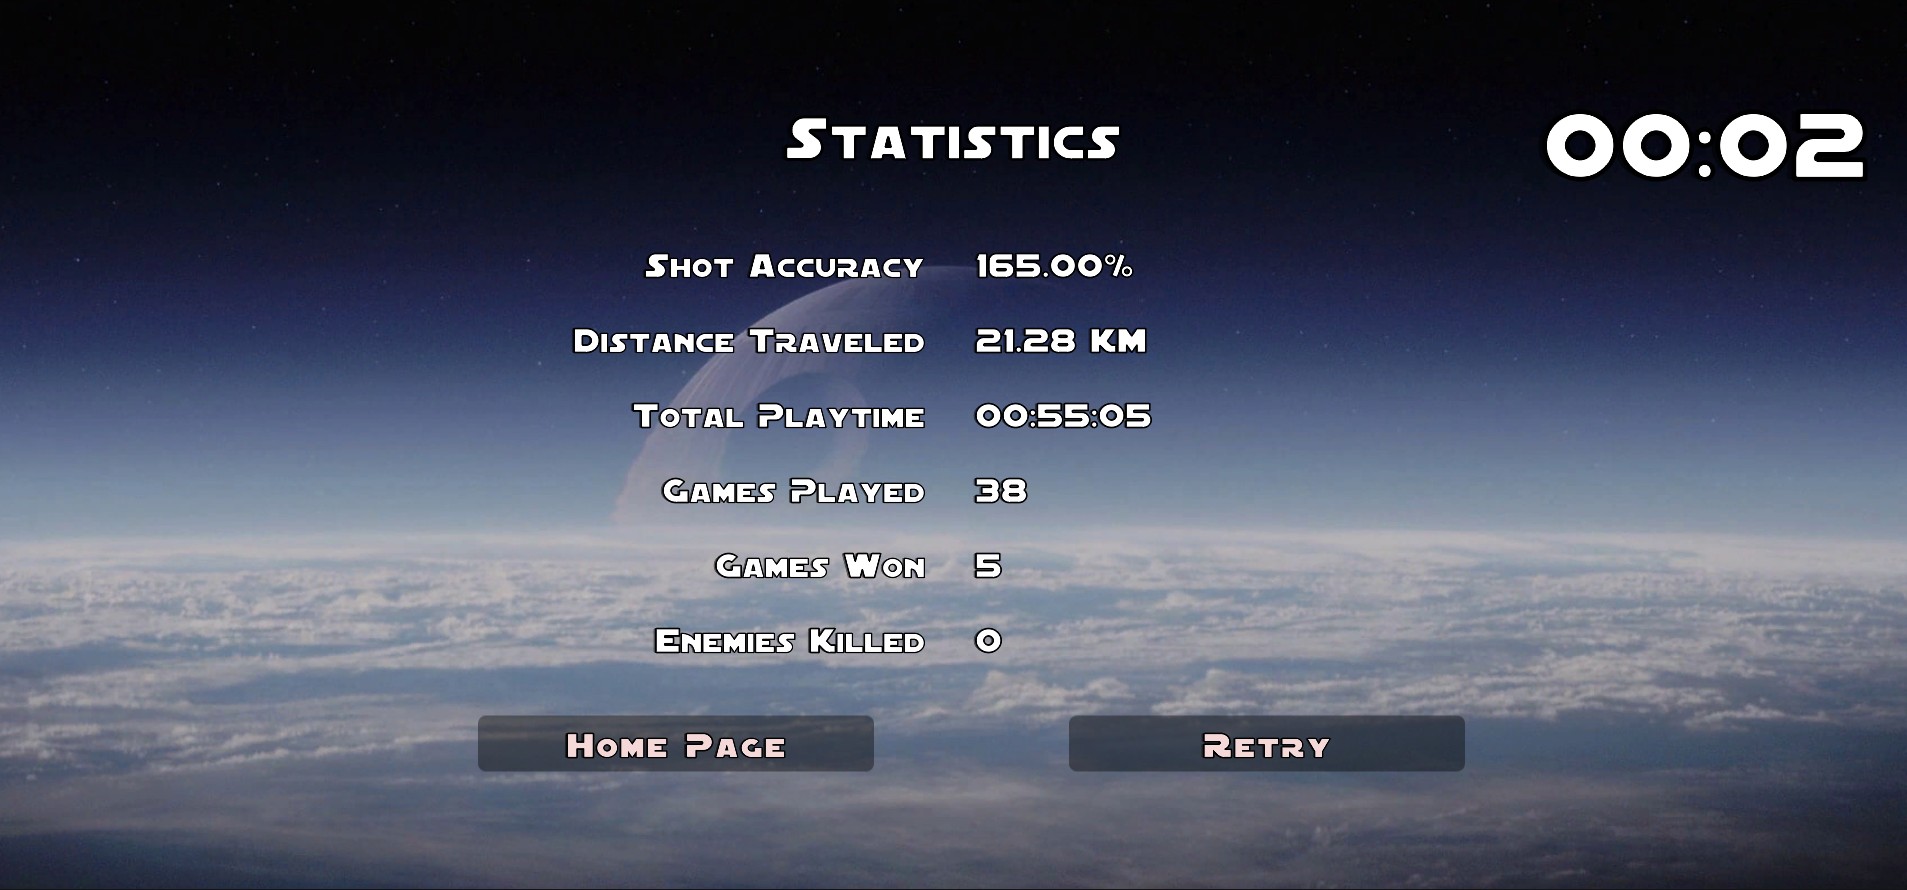 Statistics
00:02
Shot Accuracy 165.00%
Distance Traveled 21.28 KM
Total Playtime 00:55:05
Games Played 38
Games Won 5
Enemies Killed 0
Home Page Retry